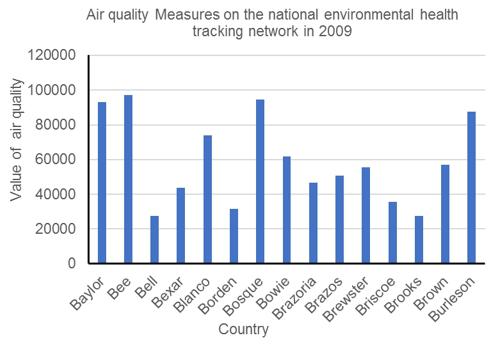 Air quality Measures on the national environmental health
tracking network in 2009
Value of air quality
120000
100000
80000
60000
40000
20000
0
Baylor
Bee
Bell
Bexar
Blanco
Borden
Bosque
Bowie
Brazoria
Brazos
Brewster
Briscoe
Brooks
Brown
Burleson
Country